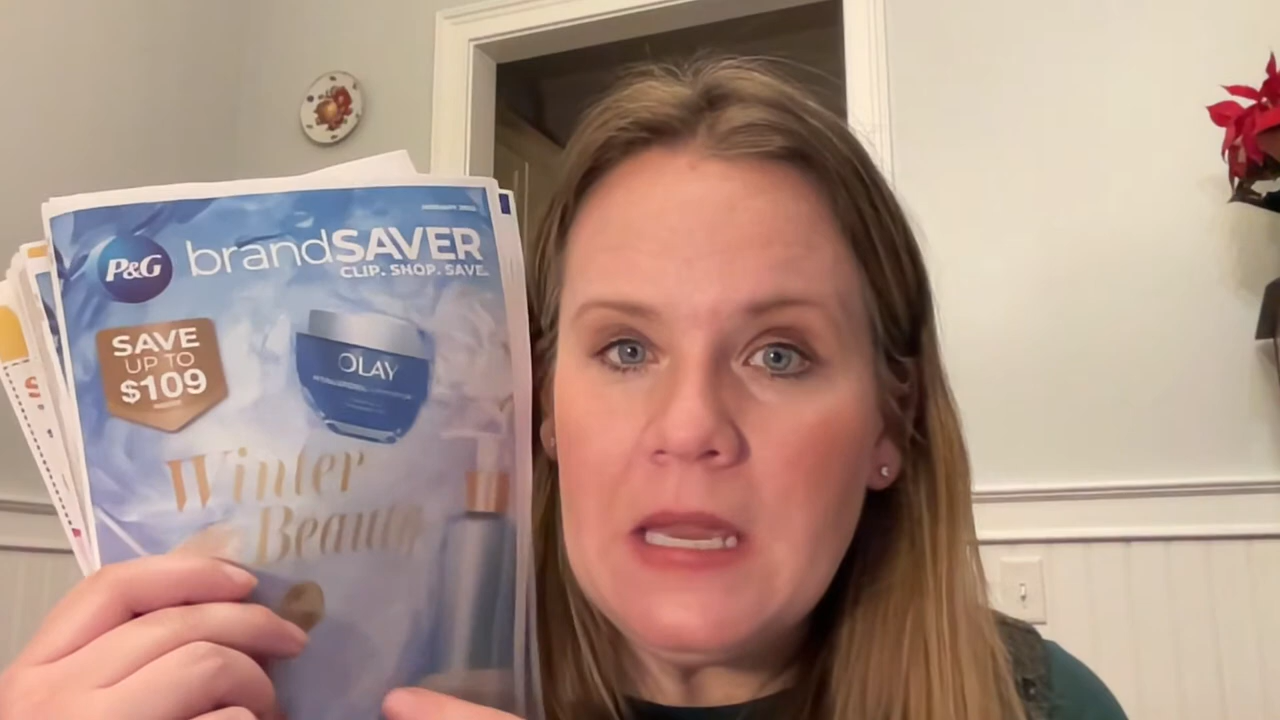 P&G brandSAVER
CLIP. SHOP. SAVE.
SAVE
UP TO
$109
OLAY
Winter
Beauty